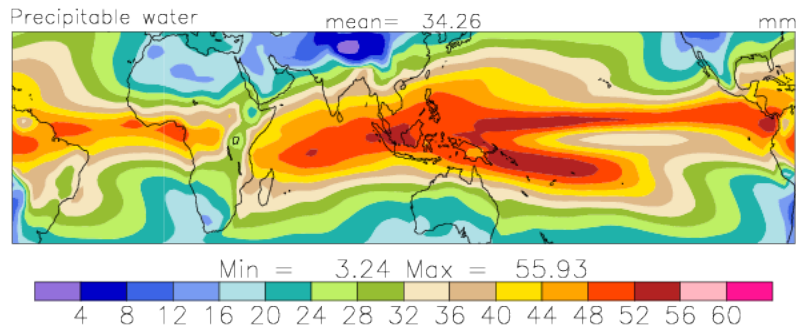 Precipitable water mean= 34.26 mm
Min = 3.24 Max = 55.93
4 8 12 16 20 24 28 32 36 40 44 48 52 56 60